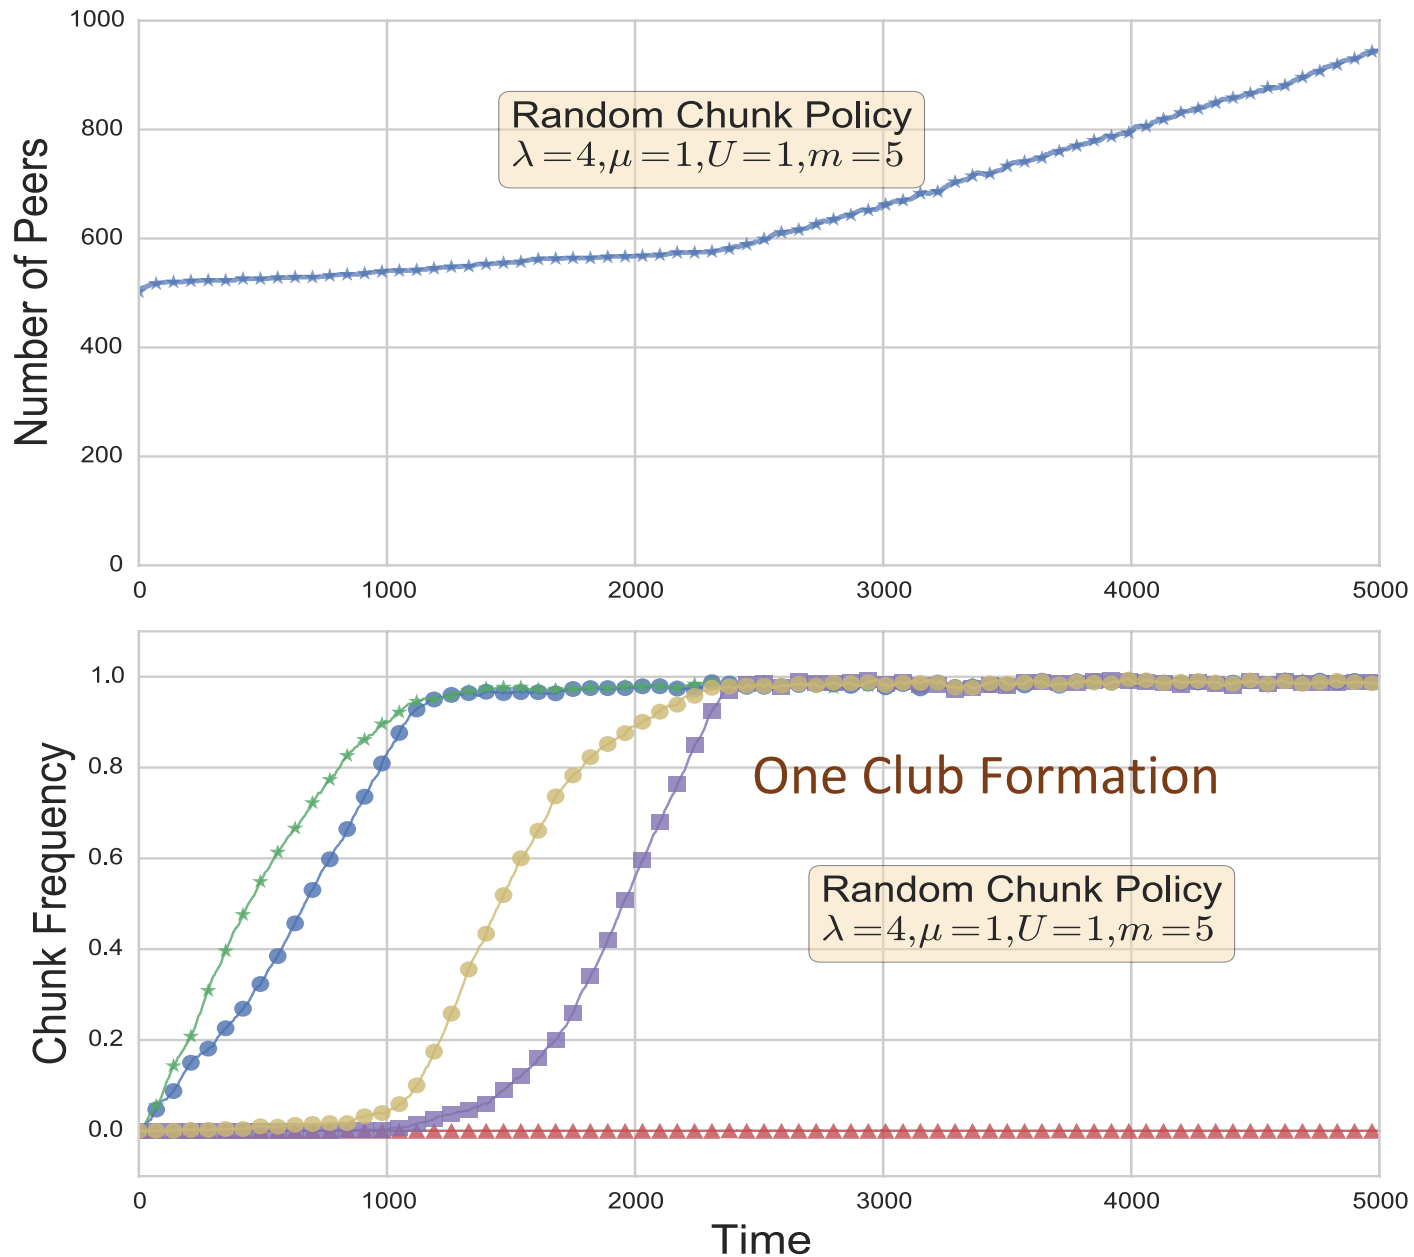 1000
800
600
400
200
0
Number of Peers
Random Chunk Policy
λ=4,μ=1,U=1,m=5
0 1000 2000 3000 4000 5000
1.0
0.8
0.6
0.4
0.2
0.0
Chunk Frequency
One Club Formation
Random Chunk Policy
λ=4,μ=1,U=1,m=5
0 1000 2000 3000 4000 5000
Time